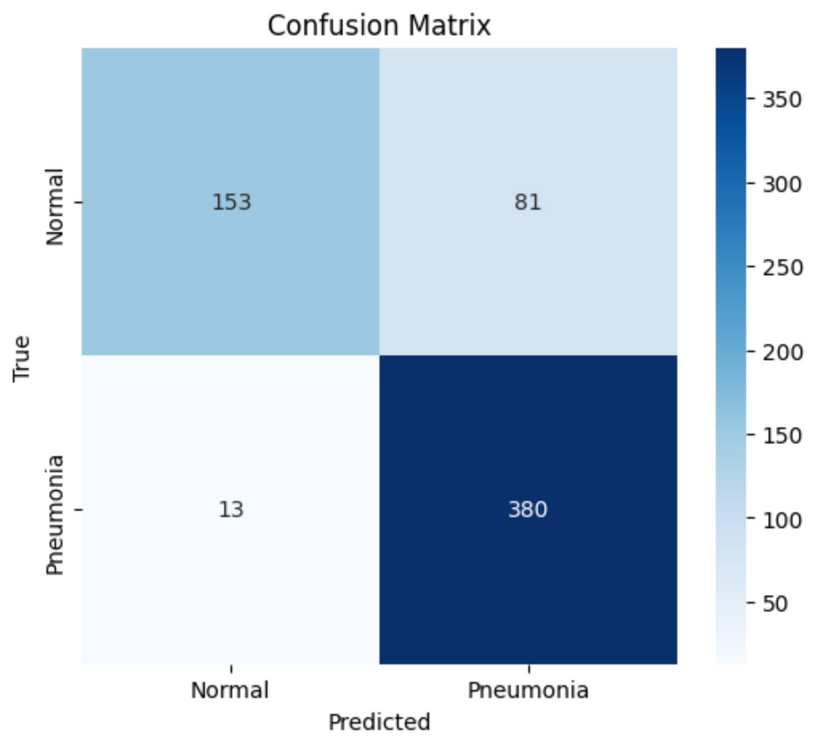 Confusion Matrix
Normal
153
81
True
Pneumonia
13
380
Normal
Pneumonia
Predicted
350
300
250
200
150
100
50